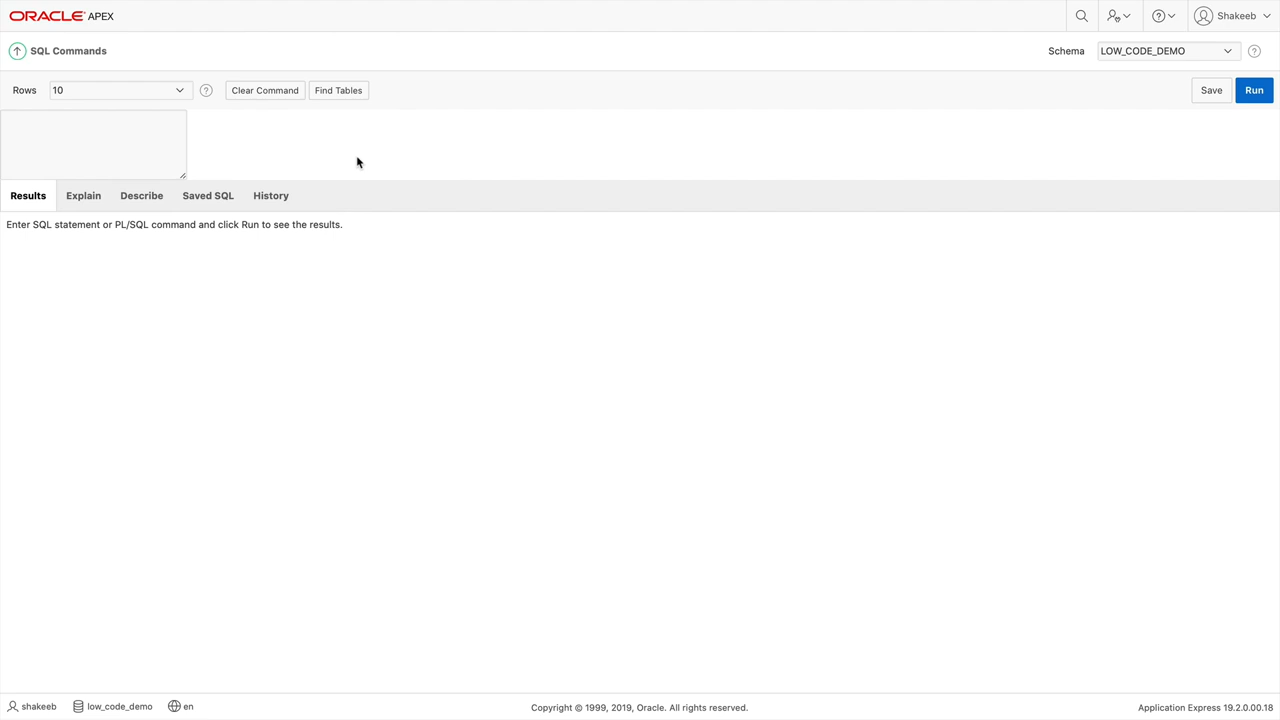 ORACLE APEX Shakeeb
SQL Commands Schema LOW_CODE_DEMO
Rows 10 Clear Command Find Tables Save Run
Results Explain Describe Saved SQL History
Enter SQL statement or PL/SQL command and click Run to see the results.
shakeeb low_code_demo en Copyright © 1999, 2019, Oracle. All rights reserved. Application Express 19.2.0.00.18